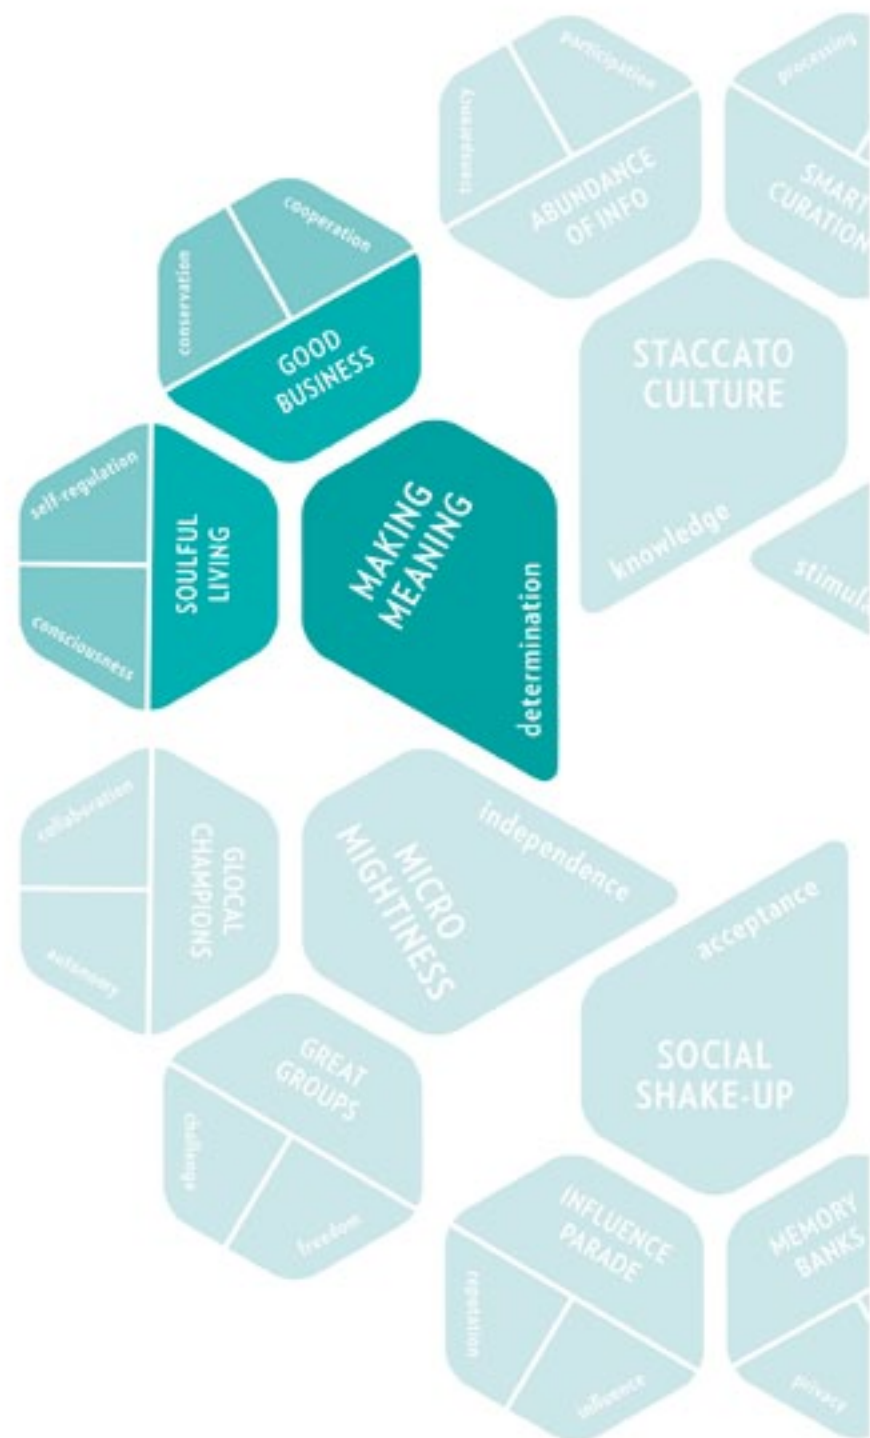 participation
transparency
ABUNDANCE
OF INFO
processing
SMART
CURATION
cooperation
conservation
GOOD
BUSINESS
STACCATO
CULTURE
knowledge
self-regulation
consciousness
SOULFUL
LIVING
MAKING
MEANING
determination
collaboration
autonomy
GLOCAL
CHAMPIONS
MICRO
MIGHTINESS
independence
acceptance
SOCIAL
SHAKE-UP
GREAT
GROUPS
challenge
freedom
INFLUENCE
PARADE
reputation
influence
MEMORY
BANKS
privacy